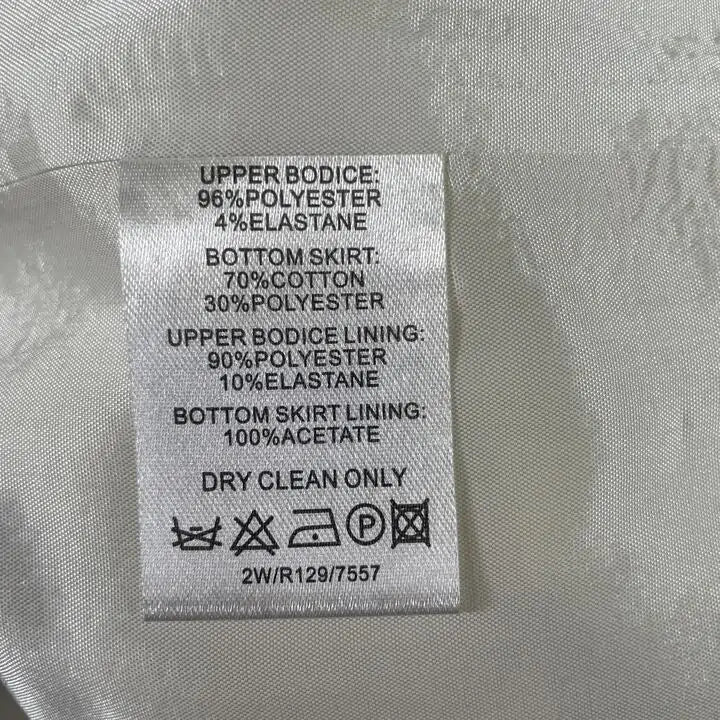 UPPER BODICE:
96%POLYESTER
4%ELASTANE
BOTTOM SKIRT:
70%COTTON
30%POLYESTER
UPPER BODICE LINING:
90%POLYESTER
10%ELASTANE
BOTTOM SKIRT LINING:
100%ACETATE
DRY CLEAN ONLY
P
2W/R129/7557